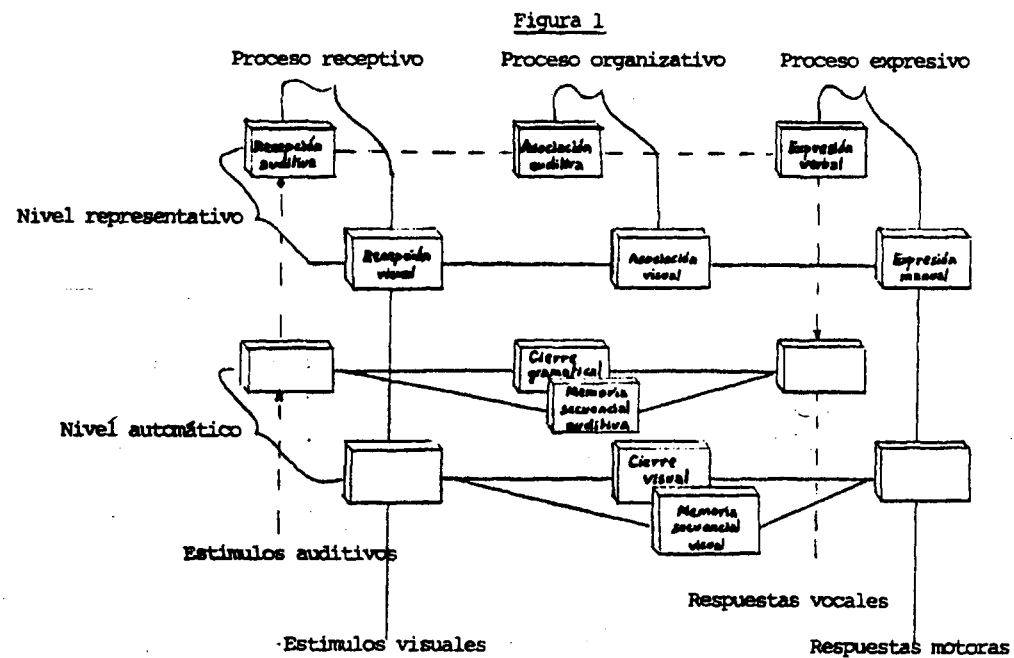 Figura 1
Proceso receptivo
Proceso organizativo
Proceso expresivo
Recepción
auditiva
Asociación
auditiva
Expresión
verbal
Nivel representativo
Recepción
visual
Asociación
visual
Expresión
manual
Cierre
gramatical
Memoria
secuencial
auditiva
Nivel automático
Cierre
visual
Memoria
secuencial
visual
Estimulos auditivos
Respuestas vocales
Estimulos visuales
Respuestas motoras